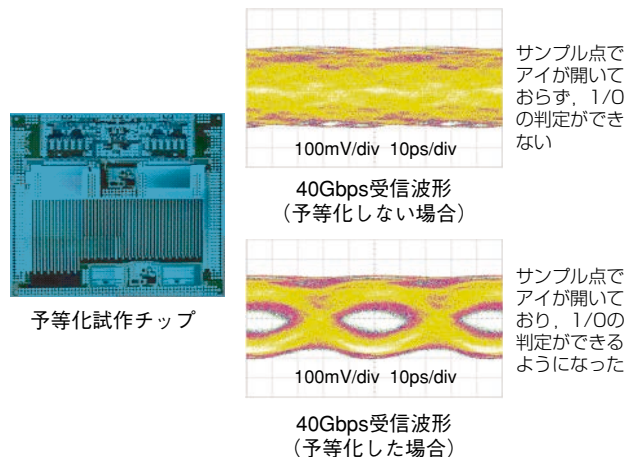 サンプル点で
アイが開いて
おらず，1/0
の判定ができ
ない
100mV/div 10ps/div
40Gbps受信波形
（予等化しない場合）
予等化試作チップ
サンプル点で
アイが開いて
おり，1/0の
判定ができる
ようになった
100mV/div 10ps/div
40Gbps受信波形
（予等化した場合）